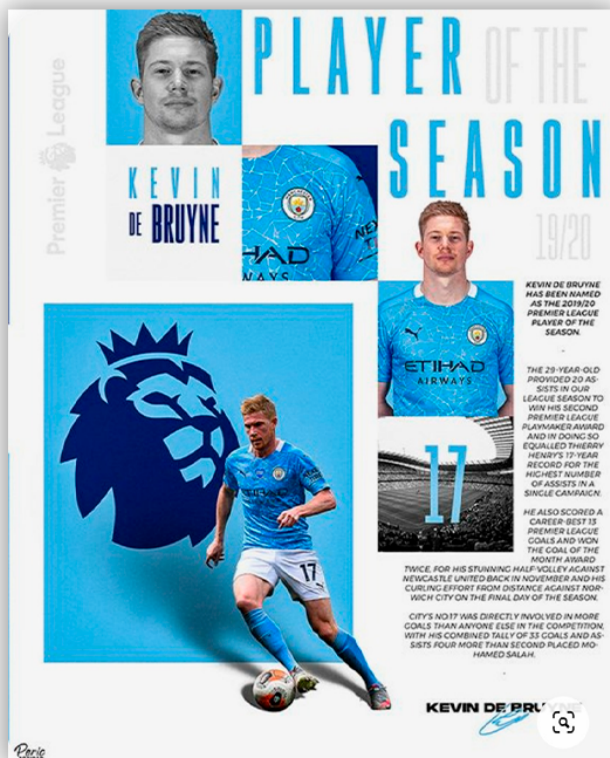 PLAYER OF THE
SEASON
19/20
Premier League
KEVIN
DE BRUYNE
MANCHESTER
CITY
HAD
WAYS
NEX
ETIHAD
AIRWAYS
17
17
KEVIN DE BRUYNE
HAS BEEN NAMED
AS THE 2019/20
PREMIER LEAGUE
PLAYER OF THE
SEASON.
-
THE 29-YEAR-OLD
PROVIDED 20 AS-
SISTS IN OUR
LEAGUE SEASON TO
WIN HIS SECOND
PREMIER LEAGUE
PLAYMAKER AWARD
AND IN DOING SO
EQUALLED THIERRY
HENRY'S 17-YEAR
RECORD FOR THE
HIGHEST NUMBER
OF ASSISTS IN A
SINGLE CAMPAIGN.
HE ALSO SCORED A
CAREER-BEST 13
PREMIER LEAGUE
GOALS AND WON
THE GOAL OF THE
MONTH AWARD
TWICE, FOR HIS STUNNING HALF-VOLLEY AGAINST
NEWCASTLE UNITED BACK IN NOVEMBER AND HIS
CURLING EFFORT FROM DISTANCE AGAINST NOR-
WICH CITY ON THE FINAL DAY OF THE SEASON.
CITY'S NO.17 WAS DIRECTLY INVOLVED IN MORE
GOALS THAN ANYONE ELSE IN THE COMPETITION,
WITH HIS COMBINED TALLY OF 33 GOALS AND AS-
SISTS FOUR MORE THAN SECOND PLACED MO-
HAMED SALAH.
KEVIN DE BRUYNE